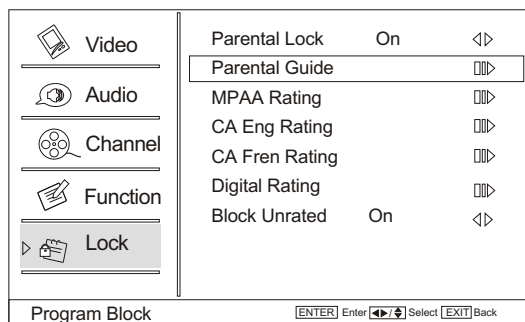 Video
Audio
Channel
Function
Lock
Parental Lock On
Parental Guide
MPAA Rating
CA Eng Rating
CA Fren Rating
Digital Rating
Block Unrated On
Program Block
ENTER Enter / Select EXIT Back